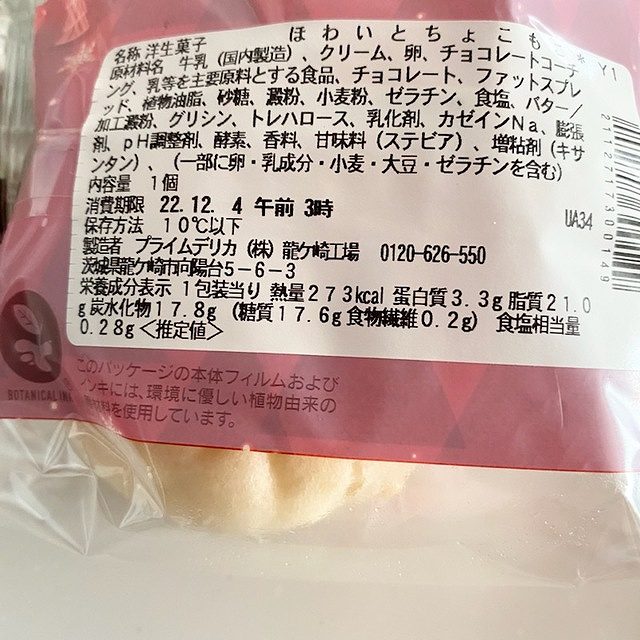 ほわいとちょこもこ* Y1
名称 洋生菓子
原材料名 牛乳(国内製造)、クリーム、卵、チョコレートコーチ
ング、乳等を主要原料とする食品、チョコレート、ファットスプレ
ッド、植物油脂、砂糖、澱粉、小麦粉、ゼラチン、食塩、バター/
加工澱粉、グリシン、トレハロース、乳化剤、カゼインNa、膨張
剤、pH調整剤、酵素、香料、甘味料(ステビア)、増粘剤(キサ
ンタン)、(一部に卵・乳成分・小麦・大豆・ゼラチンを含む)
内容量 1個
消費期限 22.12. 4 午前 3時
保存方法 10℃以下
製造者 プライムデリカ(株)龍ケ崎工場 0120-626-550
茨城県龍ケ崎市向陽台5-6-3
栄養成分表示 1包装当り 熱量273kcal 蛋白質3.3g 脂質21.0
g 炭水化物17.8g (糖質17.6g 食物繊維0.2g) 食塩相当量
0.28g<推定値>
UA34
2112717300149
このパッケージの本体フィルムおよび
インキには、環境に優しい植物由来の
原材料を使用しています。
BOTANICAL INK